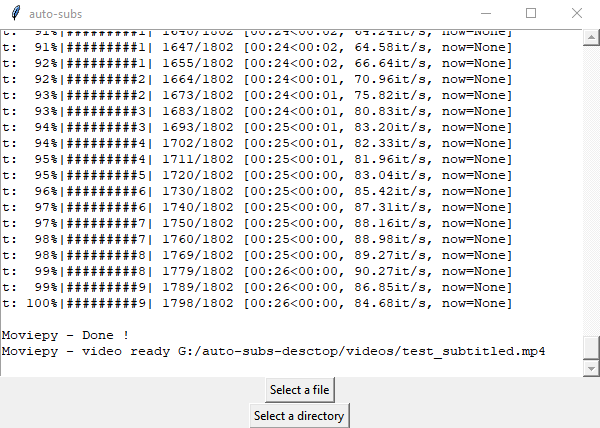 auto-subs
t:  91%|#########1| 1640/1802 [00:24<00:02, 64.24it/s, now=None]
t:  91%|#########1| 1647/1802 [00:24<00:02, 64.58it/s, now=None]
t:  92%|#########1| 1655/1802 [00:24<00:02, 66.64it/s, now=None]
t:  92%|#########2| 1664/1802 [00:24<00:01, 70.96it/s, now=None]
t:  93%|#########2| 1673/1802 [00:24<00:01, 75.82it/s, now=None]
t:  93%|#########3| 1683/1802 [00:24<00:01, 80.83it/s, now=None]
t:  94%|#########3| 1693/1802 [00:25<00:01, 83.20it/s, now=None]
t:  94%|#########4| 1702/1802 [00:25<00:01, 82.33it/s, now=None]
t:  95%|#########4| 1711/1802 [00:25<00:01, 81.96it/s, now=None]
t:  95%|#########5| 1720/1802 [00:25<00:00, 83.04it/s, now=None]
t:  96%|#########6| 1730/1802 [00:25<00:00, 85.42it/s, now=None]
t:  97%|#########6| 1740/1802 [00:25<00:00, 87.31it/s, now=None]
t:  97%|#########7| 1750/1802 [00:25<00:00, 88.16it/s, now=None]
t:  98%|#########7| 1760/1802 [00:25<00:00, 88.98it/s, now=None]
t:  98%|#########8| 1769/1802 [00:25<00:00, 89.27it/s, now=None]
t:  99%|#########8| 1779/1802 [00:26<00:00, 90.27it/s, now=None]
t:  99%|#########9| 1789/1802 [00:26<00:00, 86.85it/s, now=None]
t: 100%|#########9| 1798/1802 [00:26<00:00, 84.68it/s, now=None]
Moviepy - Done !
Moviepy - video ready G:/auto-subs-desctop/videos/test_subtitled.mp4
Select a file
Select a directory